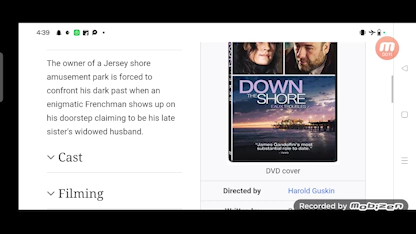 4:39
The owner of a Jersey shore
amusement park is forced to
confront his dark past when an
enigmatic Frenchman shows up on
his doorstep claiming to be his late
sister's widowed husband.
Cast
Filming
DOWN
THE
SHORE
"James Gandolfini's most
substantial role to date."
DVD cover
Directed by
Harold Guskin
Recorded by
MOBIZEN